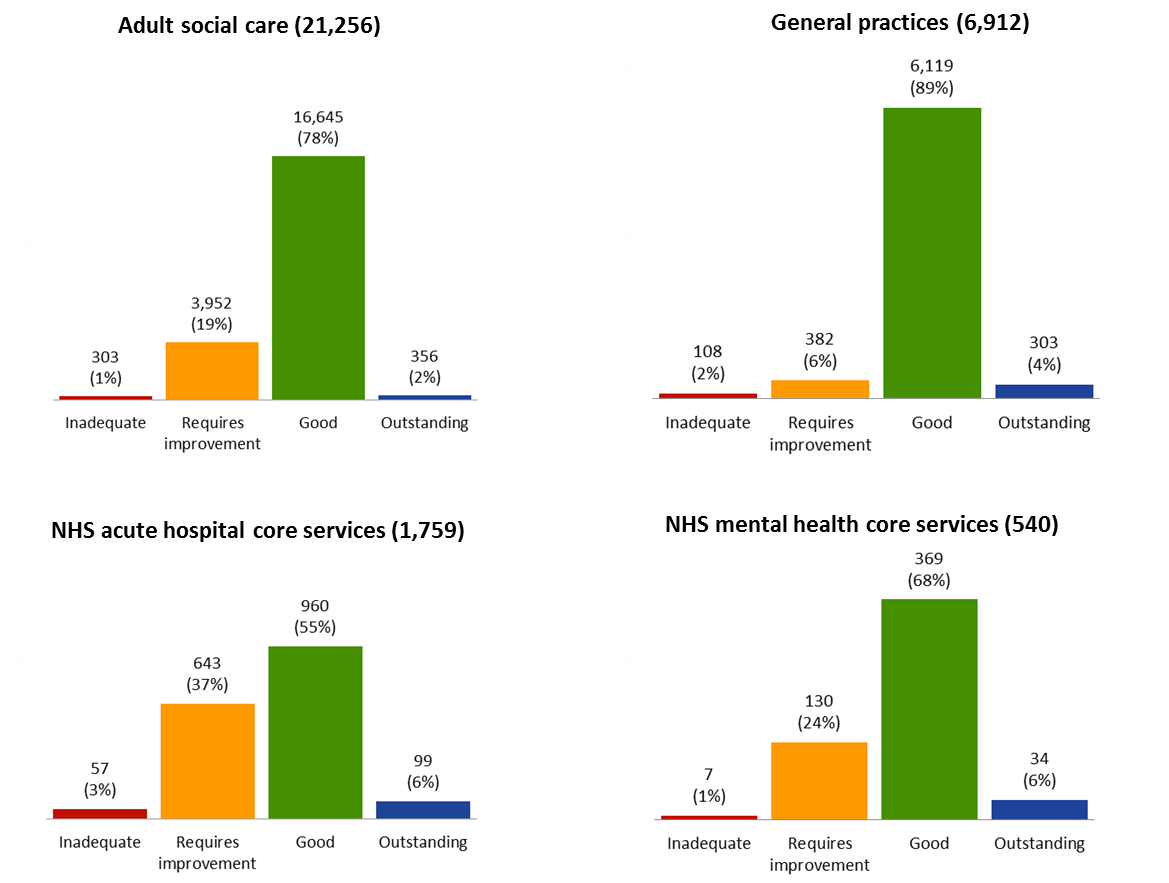 Adult social care (21,256)
16,645
(78%)
3,952
(19%)
303
(1%)
356
(2%)
Inadequate
Requires
improvement
Good
Outstanding
General practices (6,912)
6,119
(89%)
108
(2%)
382
(6%)
303
(4%)
Inadequate
Requires
improvement
Good
Outstanding
NHS acute hospital core services (1,759)
960
(55%)
643
(37%)
57
(3%)
99
(6%)
Inadequate
Requires
improvement
Good
Outstanding
NHS mental health core services (540)
369
(68%)
130
(24%)
7
(1%)
34
(6%)
Inadequate
Requires
improvement
Good
Outstanding